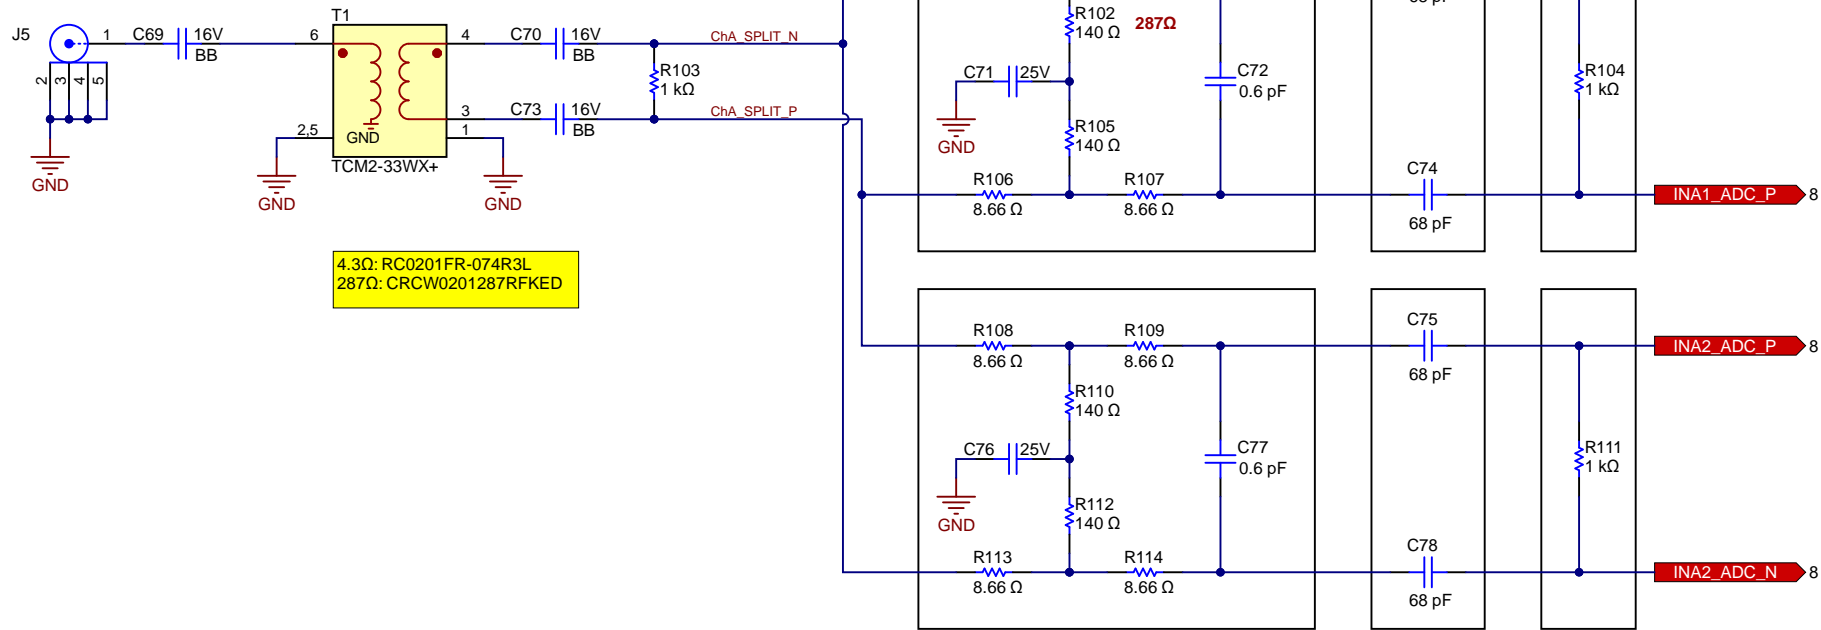 J5
1
2
3
4
5
GND
C69
16V
BB
T1
6
4
2,5
3
1
GND
TCM2-33WX+
GND
GND
C70
16V
BB
C73
16V
BB
R103
1 kΩ
ChA_SPLIT_N
ChA_SPLIT_P
4.3Ω: RC0201FR-074R3L
287Ω: CRCW0201287RFKED
R102
140 Ω
287Ω
C71
25V
GND
R105
140 Ω
C72
0.6 pF
R106
8.66 Ω
R107
8.66 Ω
C74
68 pF
R104
1 kΩ
INA1_ADC_P
8
R108
8.66 Ω
R109
8.66 Ω
R110
140 Ω
C76
25V
GND
R112
140 Ω
C77
0.6 pF
R113
8.66 Ω
R114
8.66 Ω
C75
68 pF
C78
68 pF
R111
1 kΩ
INA2_ADC_P
8
INA2_ADC_N
8